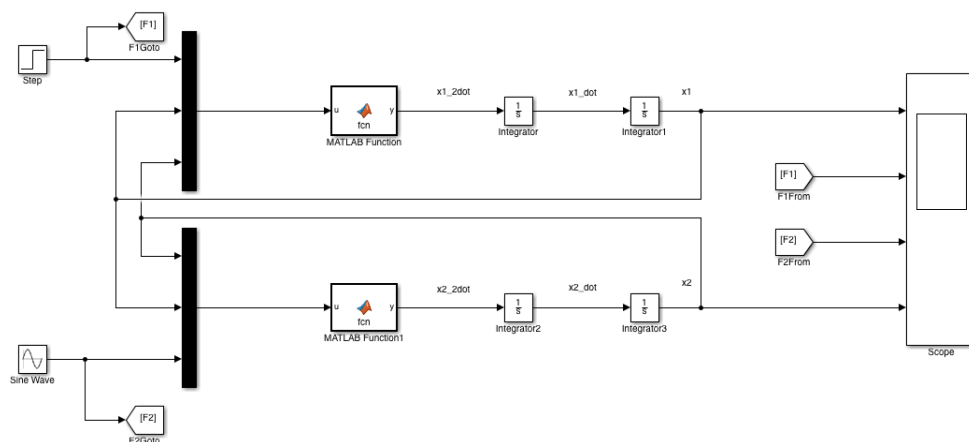 [F1]
F1Goto
Step
u
y
fcn
MATLAB Function
x1_2dot
1
s
Integrator
x1_dot
1
s
Integrator1
x1
[F1]
F1From
[F2]
F2From
u
y
fcn
MATLAB Function1
x2_2dot
1
s
Integrator2
x2_dot
1
s
Integrator3
x2
Scope
Sine Wave
[F2]
F2Goto